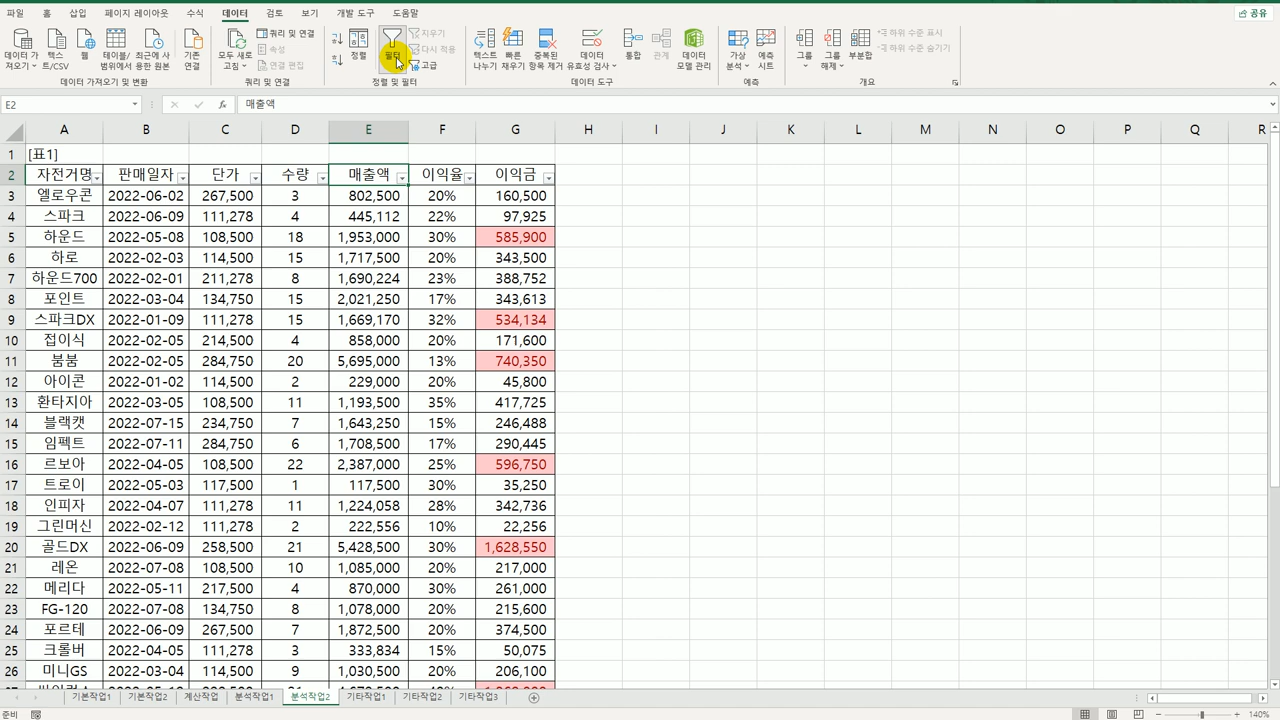 파일 홈 삽입 페이지 레이아웃 수식 데이터 검토 보기 개발 도구 도움말 공유
데이터 가져오기 텍스트/CSV 웹 테이블/범위에서 최근에 사용한 원본 기존 연결 모두 새로 고침 쿼리 및 연결 속성 연결 편집 정렬 필터 지우기 다시 적용 고급 텍스트 나누기 빠른 채우기 중복된 항목 제거 데이터 유효성 검사 통합 관계 데이터 모델 관리 가상 분석 예측 시트 그룹 그룹 해제 부분합 하위 수준 표시 하위 수준 숨기기
데이터 가져오기 및 변환 쿼리 및 연결 정렬 및 필터 데이터 도구 예측 개요
E2 fx 매출액
A B C D E F G H I J K L M N O P Q R
1 [표1]
2 자전거명 판매일자 단가 수량 매출액 이익율 이익금
3 옐로우콘 2022-06-02 267,500 3 802,500 20% 160,500
4 스파크 2022-06-09 111,278 4 445,112 22% 97,925
5 하운드 2022-05-08 108,500 18 1,953,000 30% 585,900
6 하로 2022-02-03 114,500 15 1,717,500 20% 343,500
7 하운드700 2022-02-01 211,278 8 1,690,224 23% 388,752
8 포인트 2022-03-04 134,750 15 2,021,250 17% 343,613
9 스파크DX 2022-01-09 111,278 15 1,669,170 32% 534,134
10 접이식 2022-02-05 214,500 4 858,000 20% 171,600
11 붐붐 2022-02-05 284,750 20 5,695,000 13% 740,350
12 아이콘 2022-01-02 114,500 2 229,000 20% 45,800
13 환타지아 2022-03-05 108,500 11 1,193,500 35% 417,725
14 블랙캣 2022-07-15 234,750 7 1,643,250 15% 246,488
15 임펙트 2022-07-11 284,750 6 1,708,500 17% 290,445
16 르보아 2022-04-05 108,500 22 2,387,000 25% 596,750
17 트로이 2022-05-03 117,500 1 117,500 30% 35,250
18 인피자 2022-04-07 111,278 11 1,224,058 28% 342,736
19 그린머신 2022-02-12 111,278 2 222,556 10% 22,256
20 골드DX 2022-06-09 258,500 21 5,428,500 30% 1,628,550
21 레온 2022-07-08 108,500 10 1,085,000 20% 217,000
22 메리다 2022-05-11 217,500 4 870,000 30% 261,000
23 FG-120 2022-07-08 134,750 8 1,078,000 20% 215,600
24 포르테 2022-06-09 267,500 7 1,872,500 20% 374,500
25 크롤버 2022-04-05 111,278 3 333,834 15% 50,075
26 미니GS 2022-03-04 114,500 9 1,030,500 20% 206,100
기본작업1 기본작업2 계산작업 분석작업1 분석작업2 기타작업1 기타작업2 기타작업3
준비 140%